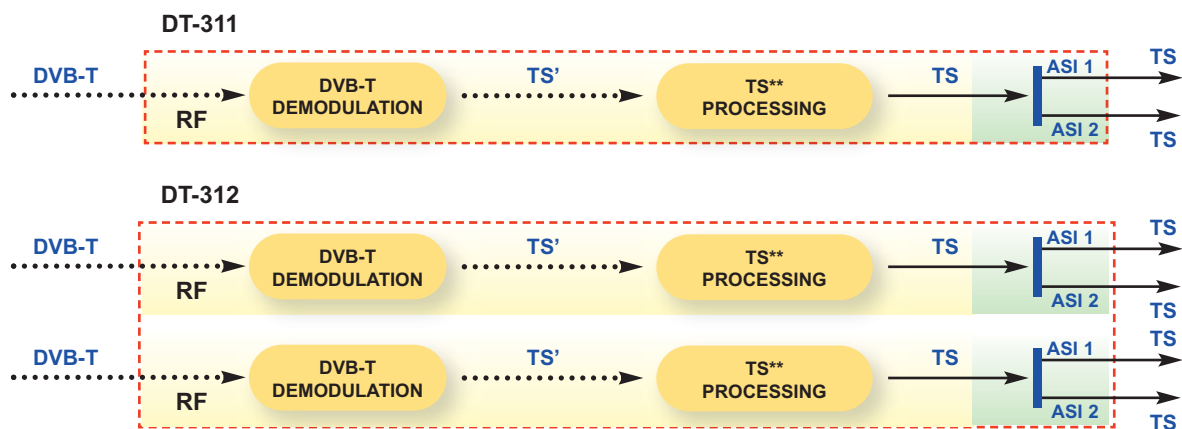 DT-311
DVB-T
RF
DVB-T
DEMODULATION
TS’
TS**
PROCESSING
TS
ASI 1
ASI 2
TS
TS
DT-312
DVB-T
RF
DVB-T
DEMODULATION
TS’
TS**
PROCESSING
TS
ASI 1
ASI 2
TS
TS
DVB-T
RF
DVB-T
DEMODULATION
TS’
TS**
PROCESSING
TS
ASI 1
ASI 2
TS
TS